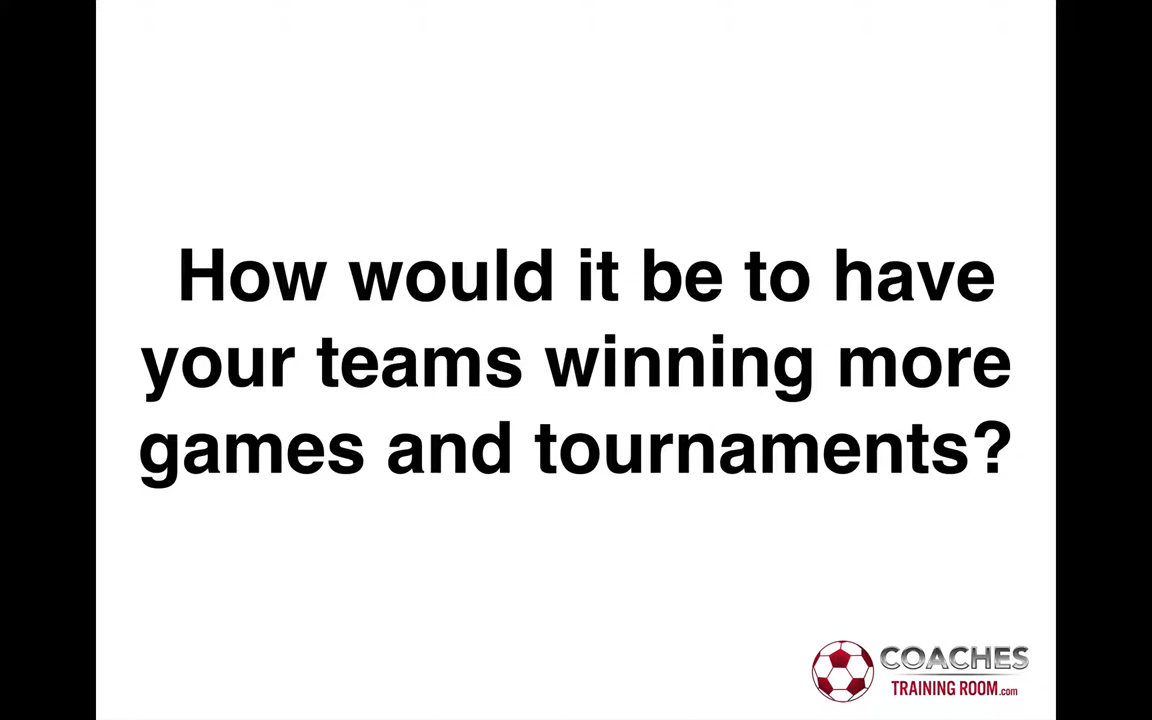 How would it be to have
your teams winning more
games and tournaments?
COACHES
TRAINING ROOM.com